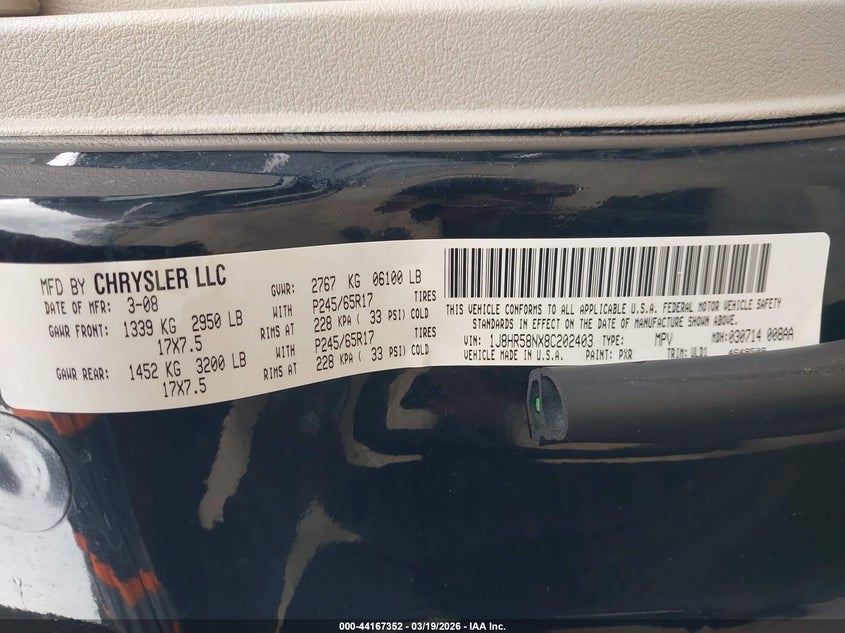 MFD BY CHRYSLER LLC
DATE OF MFR: 3-08
GVWR: 2767 KG 06100 LB
GAWR FRONT: 1339 KG 2950 LB WITH P245/65R17 TIRES
17X7.5 RIMS AT 228 KPA ( 33 PSI) COLD
GAWR REAR: 1452 KG 3200 LB WITH P245/65R17 TIRES
17X7.5 RIMS AT 228 KPA ( 33 PSI) COLD
THIS VEHICLE CONFORMS TO ALL APPLICABLE U.S.A. FEDERAL MOTOR VEHICLE SAFETY
STANDARDS IN EFFECT ON THE DATE OF MANUFACTURE SHOWN ABOVE.
VIN: 1J8HR58NX8C202403 TYPE: MPV MDH:030714 008AA
VEHICLE MADE IN U.S.A. PAINT: PXR TRIM:
000-44167352 - 03/19/2026 - IAA Inc.